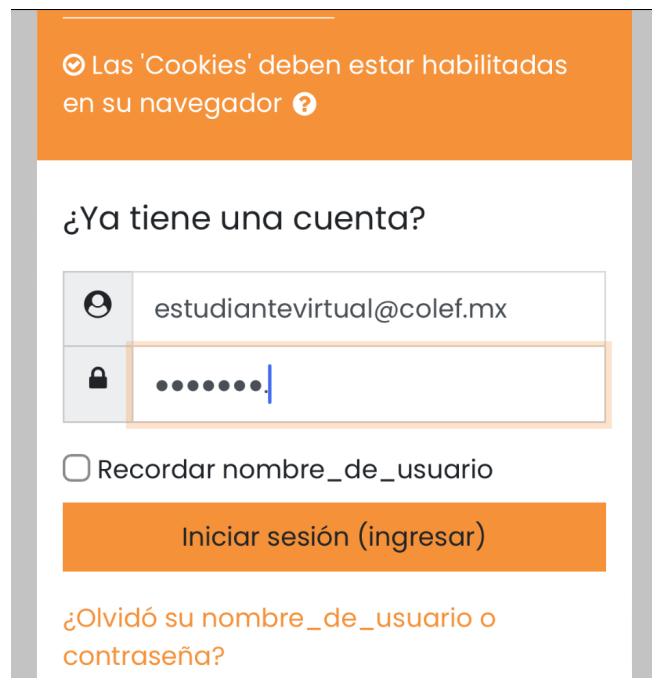 Las 'Cookies' deben estar habilitadas
en su navegador
¿Ya tiene una cuenta?
estudiantevirtual@colef.mx
•••••••.
Recordar nombre_de_usuario
Iniciar sesión (ingresar)
¿Olvidó su nombre_de_usuario o
contraseña?